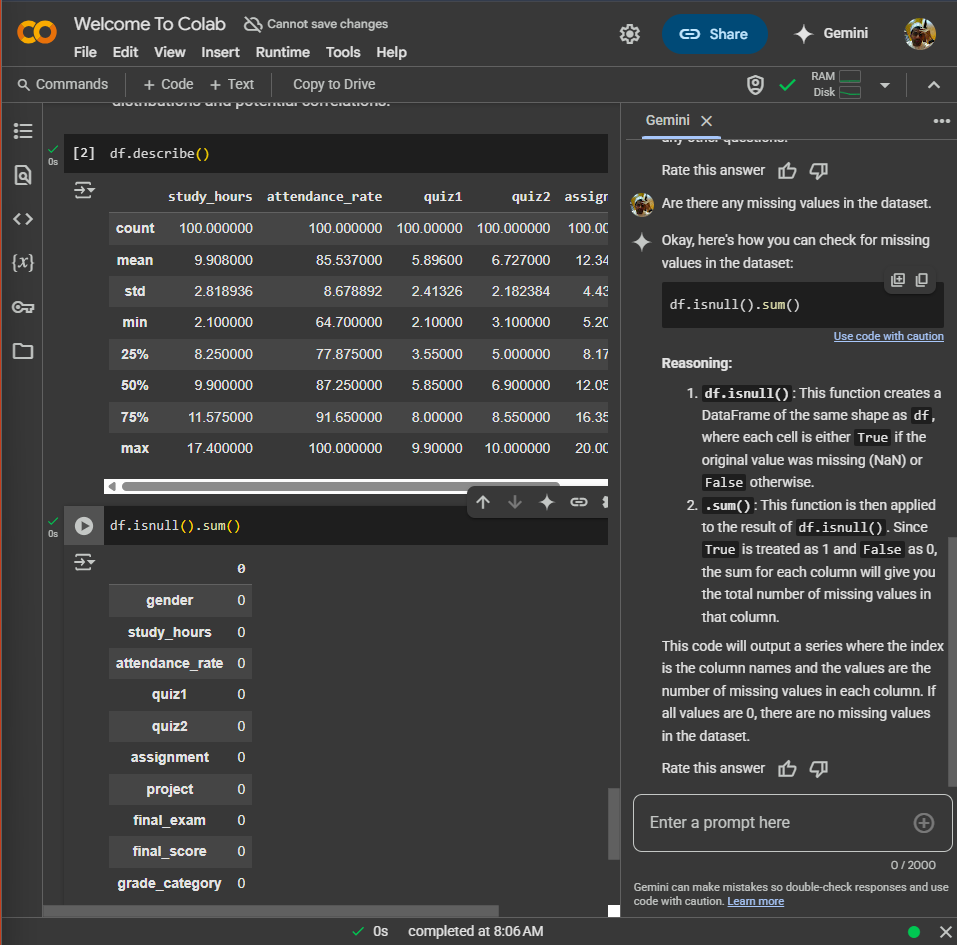 Welcome To Colab Cannot save changes
File Edit View Insert Runtime Tools Help
Share
Gemini
Commands + Code + Text Copy to Drive
RAM
Disk
distributions and potential correlations.
0s
[2] df.describe()
study_hours attendance_rate quiz1 quiz2 assigr
count 100.000000 100.000000 100.00000 100.000000 100.00
mean 9.908000 85.537000 5.89600 6.727000 12.34
std 2.818936 8.678892 2.41326 2.182384 4.43
min 2.100000 64.700000 2.10000 3.100000 5.20
25% 8.250000 77.875000 3.55000 5.000000 8.17
50% 9.900000 87.250000 5.85000 6.900000 12.05
75% 11.575000 91.650000 8.00000 8.550000 16.35
max 17.400000 100.000000 9.90000 10.000000 20.00
0s
df.isnull().sum()
0
gender 0
study_hours 0
attendance_rate 0
quiz1 0
quiz2 0
assignment 0
project 0
final_exam 0
final_score 0
grade_category 0
Gemini
any other questions.
Rate this answer
Are there any missing values in the dataset.
Okay, here's how you can check for missing
values in the dataset:
df.isnull().sum()
Use code with caution
Reasoning:
1. df.isnull(): This function creates a
DataFrame of the same shape as df,
where each cell is either True if the
original value was missing (NaN) or
False otherwise.
2. .sum(): This function is then applied
to the result of df.isnull(). Since
True is treated as 1 and False as 0,
the sum for each column will give you
the total number of missing values in
that column.
This code will output a series where the index
is the column names and the values are the
number of missing values in each column. If
all values are 0, there are no missing values
in the dataset.
Rate this answer
Enter a prompt here
0 / 2000
Gemini can make mistakes so double-check responses and use
code with caution. Learn more
0s completed at 8:06 AM